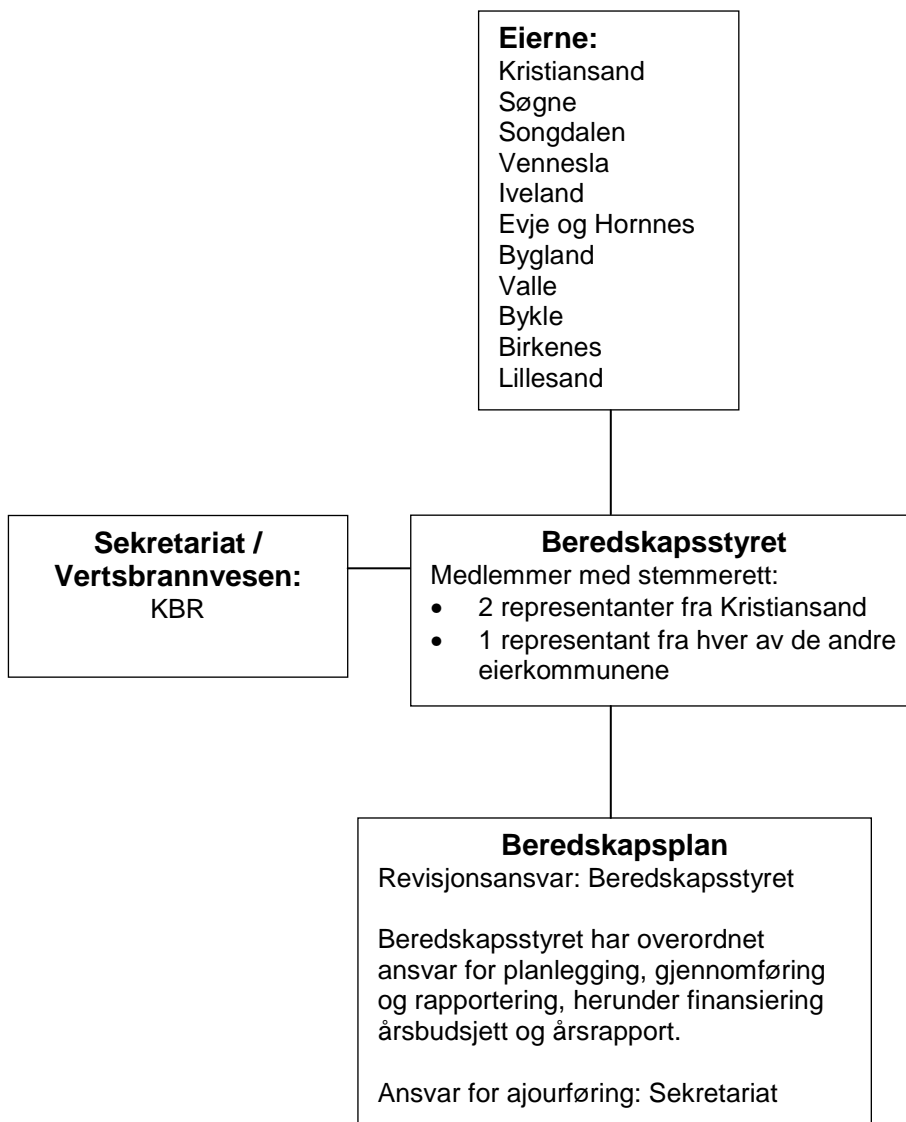 Eierne:
Kristiansand
Søgne
Songdalen
Vennesla
Iveland
Evje og Hornnes
Bygland
Valle
Bykle
Birkenes
Lillesand
Sekretariat /
Vertsbrannvesen:
KBR
Beredskapsstyret
Medlemmer med stemmerett:
• 2 representanter fra Kristiansand
• 1 representant fra hver av de andre
eierkommunene
Beredskapsplan
Revisjonsansvar: Beredskapsstyret
Beredskapsstyret har overordnet
ansvar for planlegging, gjennomføring
og rapportering, herunder finansiering
årsbudsjett og årsrapport.
Ansvar for ajourføring: Sekretariat